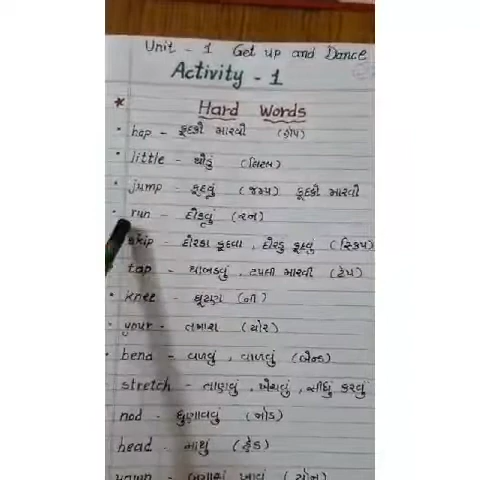 Unit - 1 Get up and Dance
Activity - 1
* Hard Words
• hop - કૂદકો મારવો (હોપ)
• little - થોડું (લિટલ)
• jump - કૂદવું (જમ્પ) કૂદકો મારવો
• run - દોડવું (રન)
skip - દોરડા કૂદવા, દોરડું કૂદવું (સ્કિપ)
tap - થાબડવું, ટપલી મારવી (ટેપ)
• knee - ઘૂંટણ (ની)
• your - તમારા (યોર)
• bend - વળવું, વાળવું (બેન્ડ)
stretch - તાણવું, ખેંચવું, સીધું કરવું
nod - ધુણાવવું (નોડ)
head - માથું (હેડ)